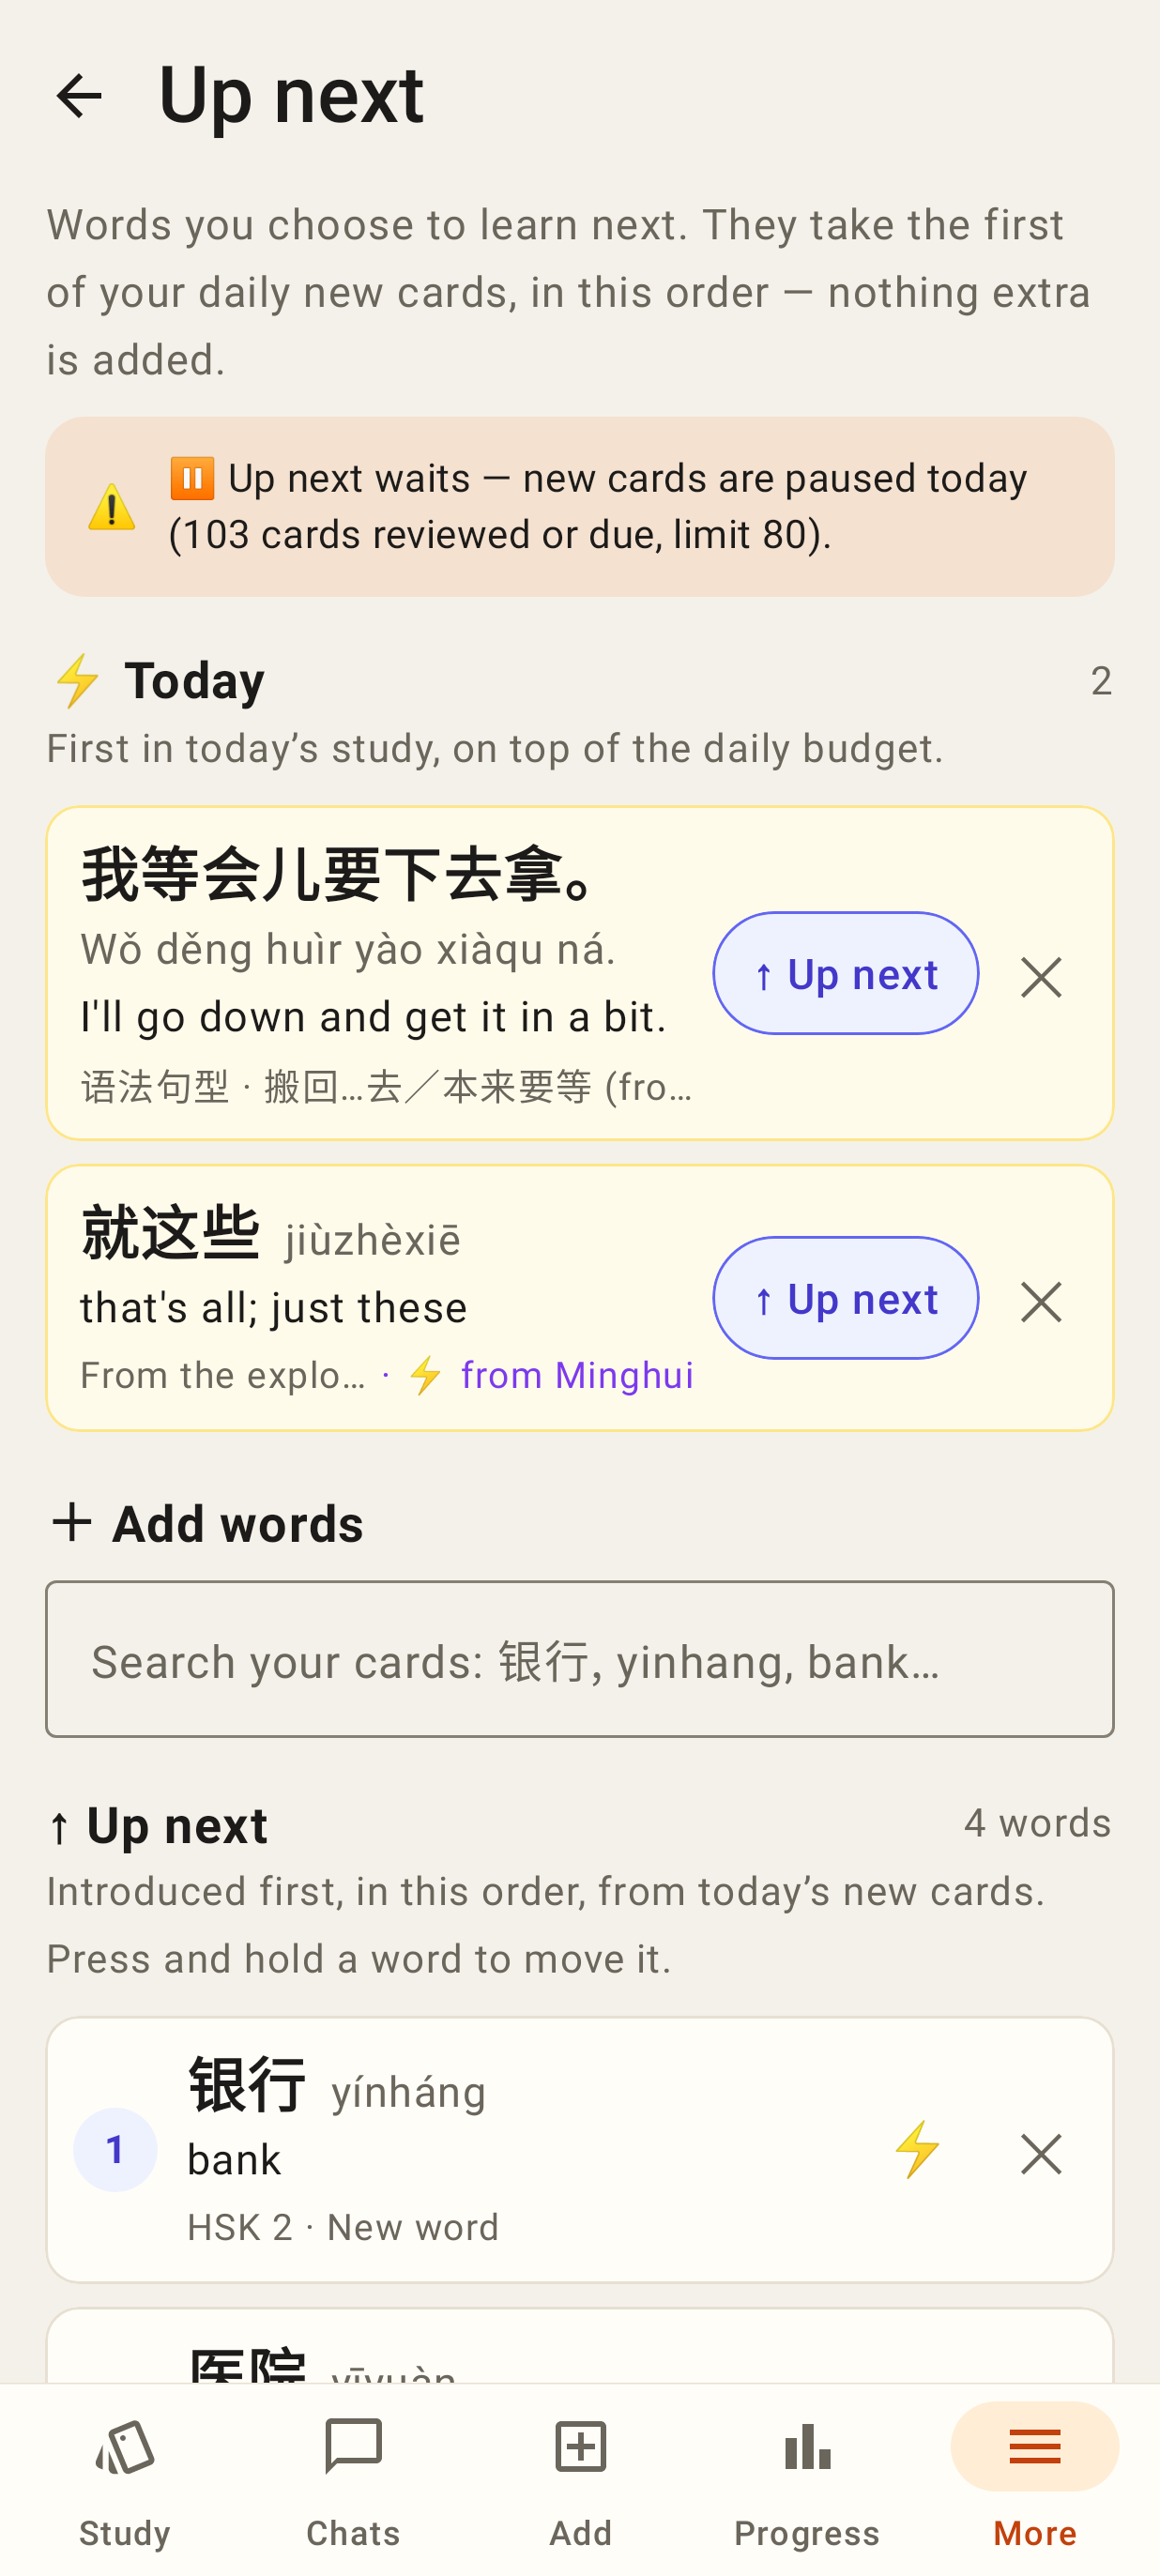 Up next
Words you choose to learn next. They take the first
of your daily new cards, in this order — nothing extra
is added.
Up next waits — new cards are paused today
(103 cards reviewed or due, limit 80).
Today
2
First in today’s study, on top of the daily budget.
我等会儿要下去拿。
Wǒ děng huìr yào xiàqu ná.
I'll go down and get it in a bit.
语法句型 · 搬回…去／本来要等 (fro…
↑ Up next
就这些 jiùzhèxiē
that's all; just these
From the explo… · ⚡ from Minghui
↑ Up next
+ Add words
Search your cards: 银行, yinhang, bank…
↑ Up next
4 words
Introduced first, in this order, from today’s new cards.
Press and hold a word to move it.
1
银行 yínháng
bank
HSK 2 · New word
医院 yīyuàn
Study
Chats
Add
Progress
More